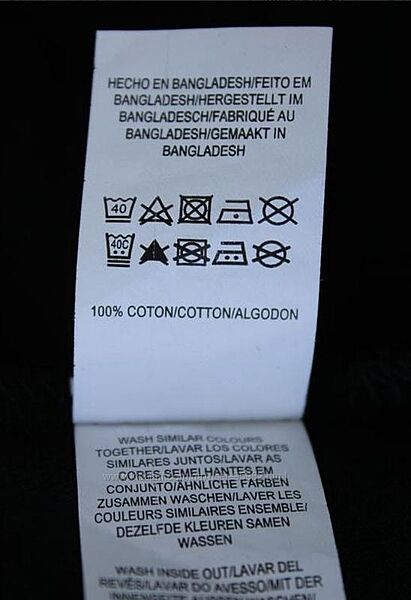 HECHO EN BANGLADESH/FEITO EM
BANGLADESH/HERGESTELLT IM
BANGLADESCH/FABRIQUÉ AU
BANGLADESH/GEMAAKT IN
BANGLADESH
40
40C
100% COTON/COTTON/ALGODON
WASH SIMILAR COLOURS
TOGETHER/LAVAR LOS COLORES
SIMILARES JUNTOS/LAVAR AS
CORES SEMELHANTES EM
CONJUNTO/ÄHNLICHE FARBEN
ZUSAMMEN WASCHEN/LAVER LES
COULEURS SIMILAIRES ENSEMBLE/
DEZELFDE KLEUREN SAMEN
WASSEN
WASH INSIDE OUT/LAVAR DEL
REVÉS/LAVAR DO AVESSO/MIT DER